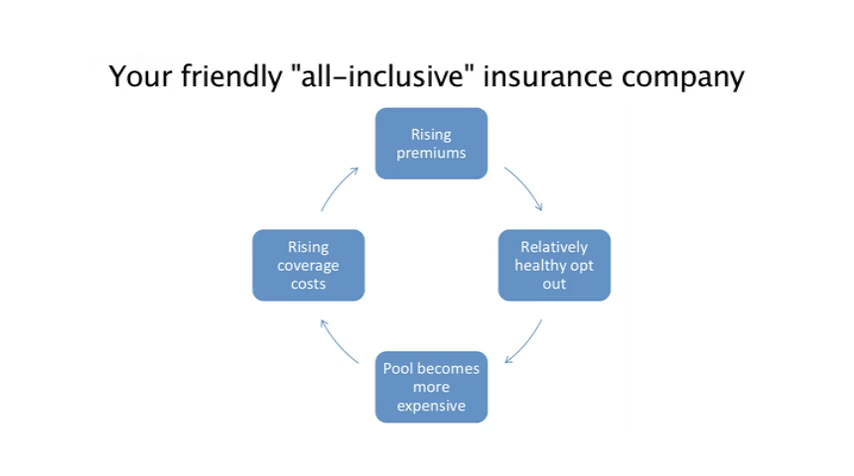 Your friendly "all-inclusive" insurance company
Rising
premiums
Relatively
healthy opt
out
Pool becomes
more
expensive
Rising
coverage
costs